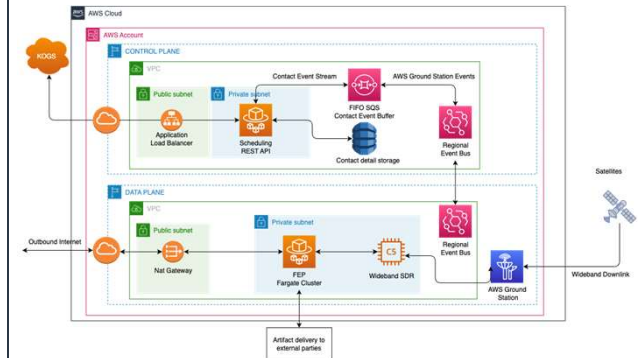 AWS Cloud
AWS Account
KOGS
CONTROL PLANE
VPC
Public subnet
Private subnet
Contact Event Stream
AWS Ground Station Events
FIFO SQS
Contact Event Buffer
Application
Load Balancer
Scheduling
REST API
Contact detail storage
Regional
Event Bus
Satellites
DATA PLANE
VPC
Public subnet
Private subnet
Outbound Internet
Nat Gateway
FEP
Fargate Cluster
C5
Wideband SDR
Regional
Event Bus
AWS Ground
Station
Wideband Downlink
Artifact delivery to
external parties